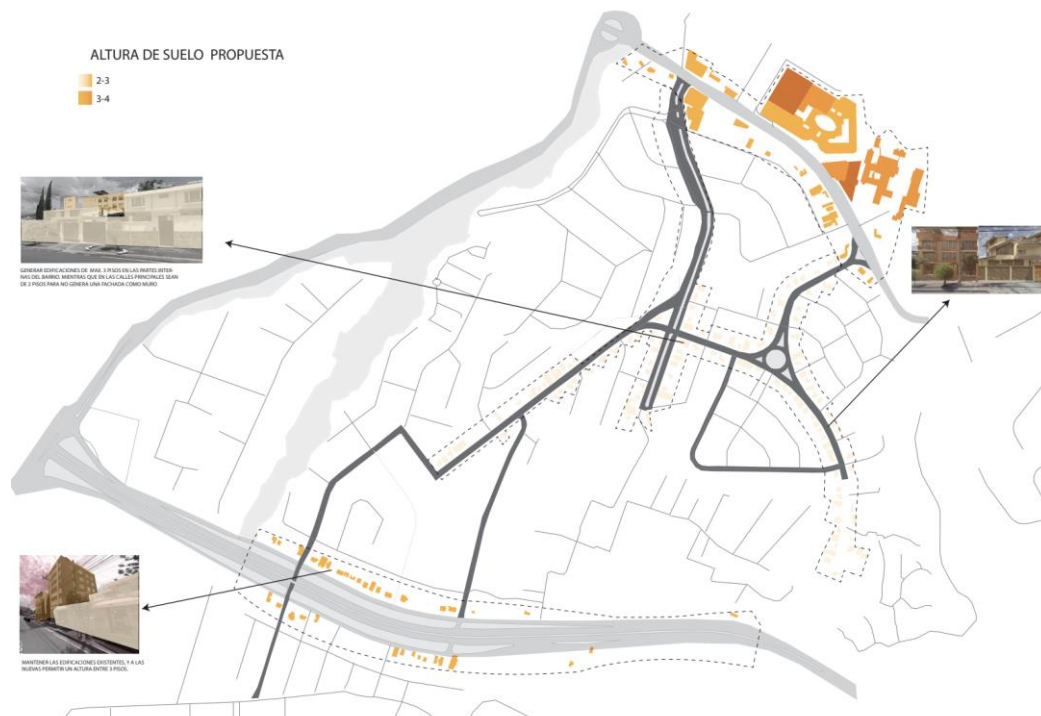 ALTURA DE SUELO PROPUESTA
2-3
3-4
GENERAR EDIFICACIONES DE MAX. 3 PISOS EN LAS PARTES INTER-
NAS DEL BARRIO, MIENTRAS QUE EN LAS CALLES PRINCIPALES SEAN
DE 2 PISOS PARA NO GENERA UNA FACHADA COMO MURO
MANTENER LAS EDIFICACIONES EXISTENTES, Y A LAS
NUEVAS PERMITIR UN ALTURA ENTRE 3 PISOS.